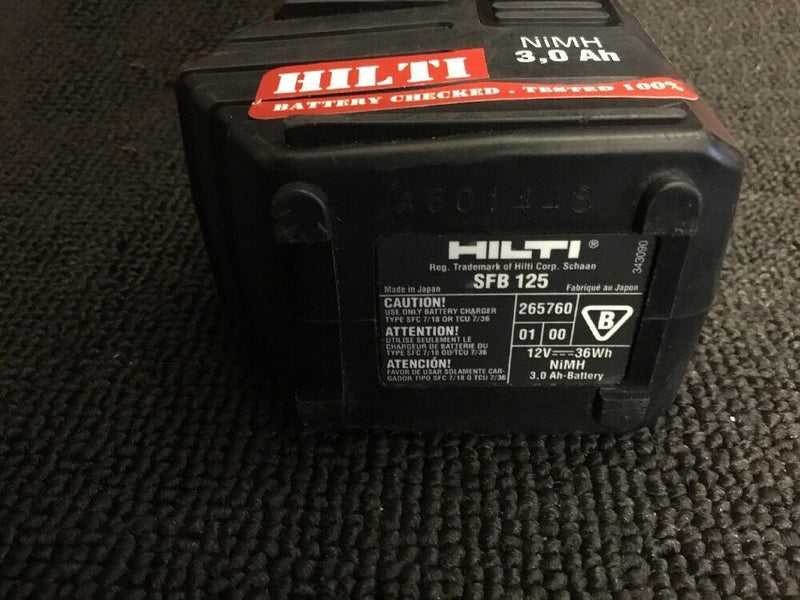 NiMH
3,0 Ah
HILTI
BATTERY CHECKED · TESTED 100%
A601446
HILTI ®
Reg. Trademark of Hilti Corp. Schaan
343090
SFB 125
Made in Japan
Fabriqué au Japon
CAUTION!
USE ONLY BATTERY CHARGER
TYPE SFC 7/18 OR TCU 7/36
ATTENTION!
UTILISE SEULEMENT LE
CHARGEUR DE BATTERIE DU
TYPE SFC 7/18 OU TCU 7/36
ATENCIÓN!
FAVOR DE USAR SOLAMENTE CAR-
GADOR TIPO SFC 7/18 O TCU 7/36
265760
01 00
B
12V⎓36Wh
NiMH
3,0 Ah-Battery